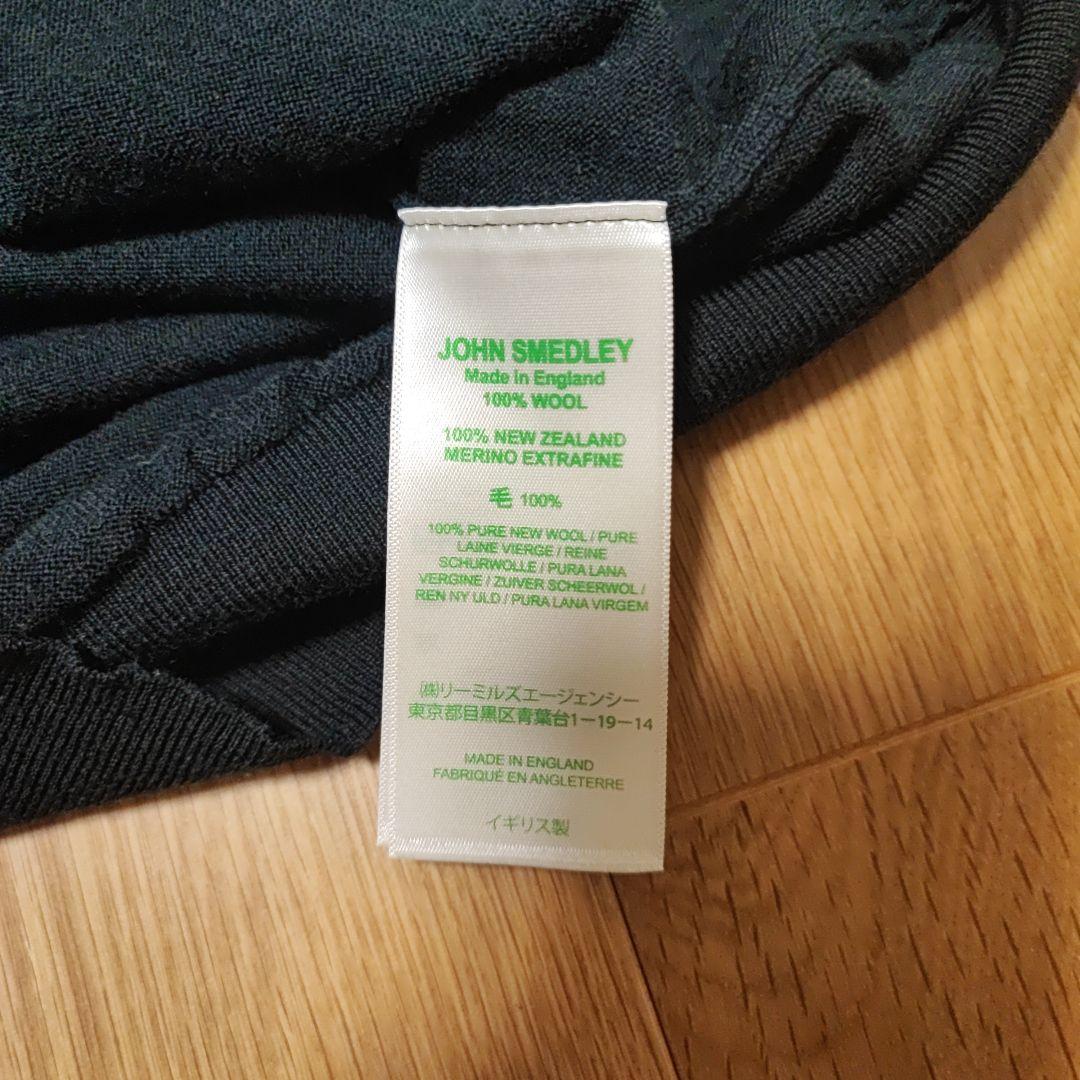 JOHN SMEDLEY
Made in England
100% WOOL
100% NEW ZEALAND
MERINO EXTRAFINE
毛 100%
100% PURE NEW WOOL / PURE
LAINE VIERGE / REINE
SCHURWOLLE / PURA LANA
VERGINE / ZUIVER SCHEERWOL /
REN NY ULD / PURA LANA VIRGEM
㈱リーミルズエージェンシー
東京都目黒区青葉台1ー19ー14
MADE IN ENGLAND
FABRIQUÉ EN ANGLETERRE
イギリス製